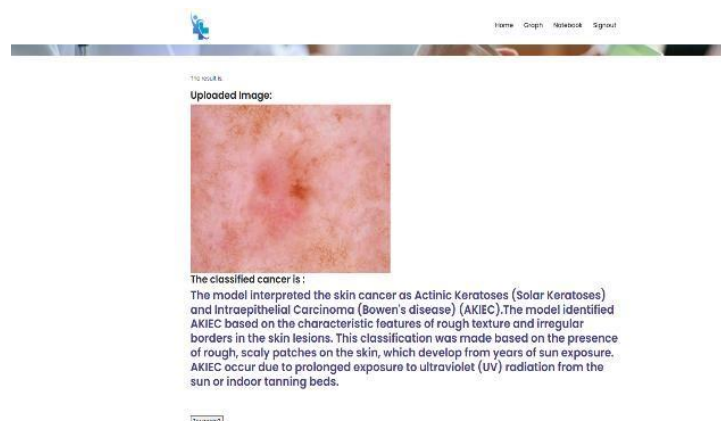 Home Graph Notebook Signout
The result is
Uploaded Image:
The classified cancer is :
The model interpreted the skin cancer as Actinic Keratoses (Solar Keratoses)
and Intraepithelial Carcinoma (Bowen's disease) (AKIEC).The model identified
AKIEC based on the characteristic features of rough texture and irregular
borders in the skin lesions. This classification was made based on the presence
of rough, scaly patches on the skin, which develop from years of sun exposure.
AKIEC occur due to prolonged exposure to ultraviolet (UV) radiation from the
sun or indoor tanning beds.